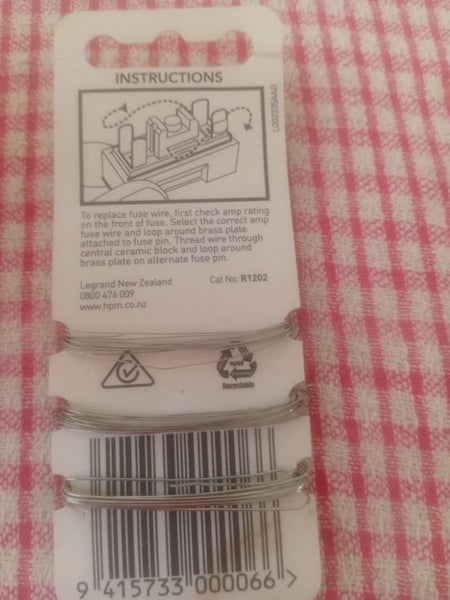 INSTRUCTIONS
L002335AAB
To replace fuse wire, first check amp rating
on the front of fuse. Select the correct amp
fuse wire and loop around brass plate
attached to fuse pin. Thread wire through
central ceramic block and loop around
brass plate on alternate fuse pin.
Legrand New Zealand Cat No. R1202
0800 476 009
www.hpm.co.nz
PAPER
Recyclable
9 415733 000066 >